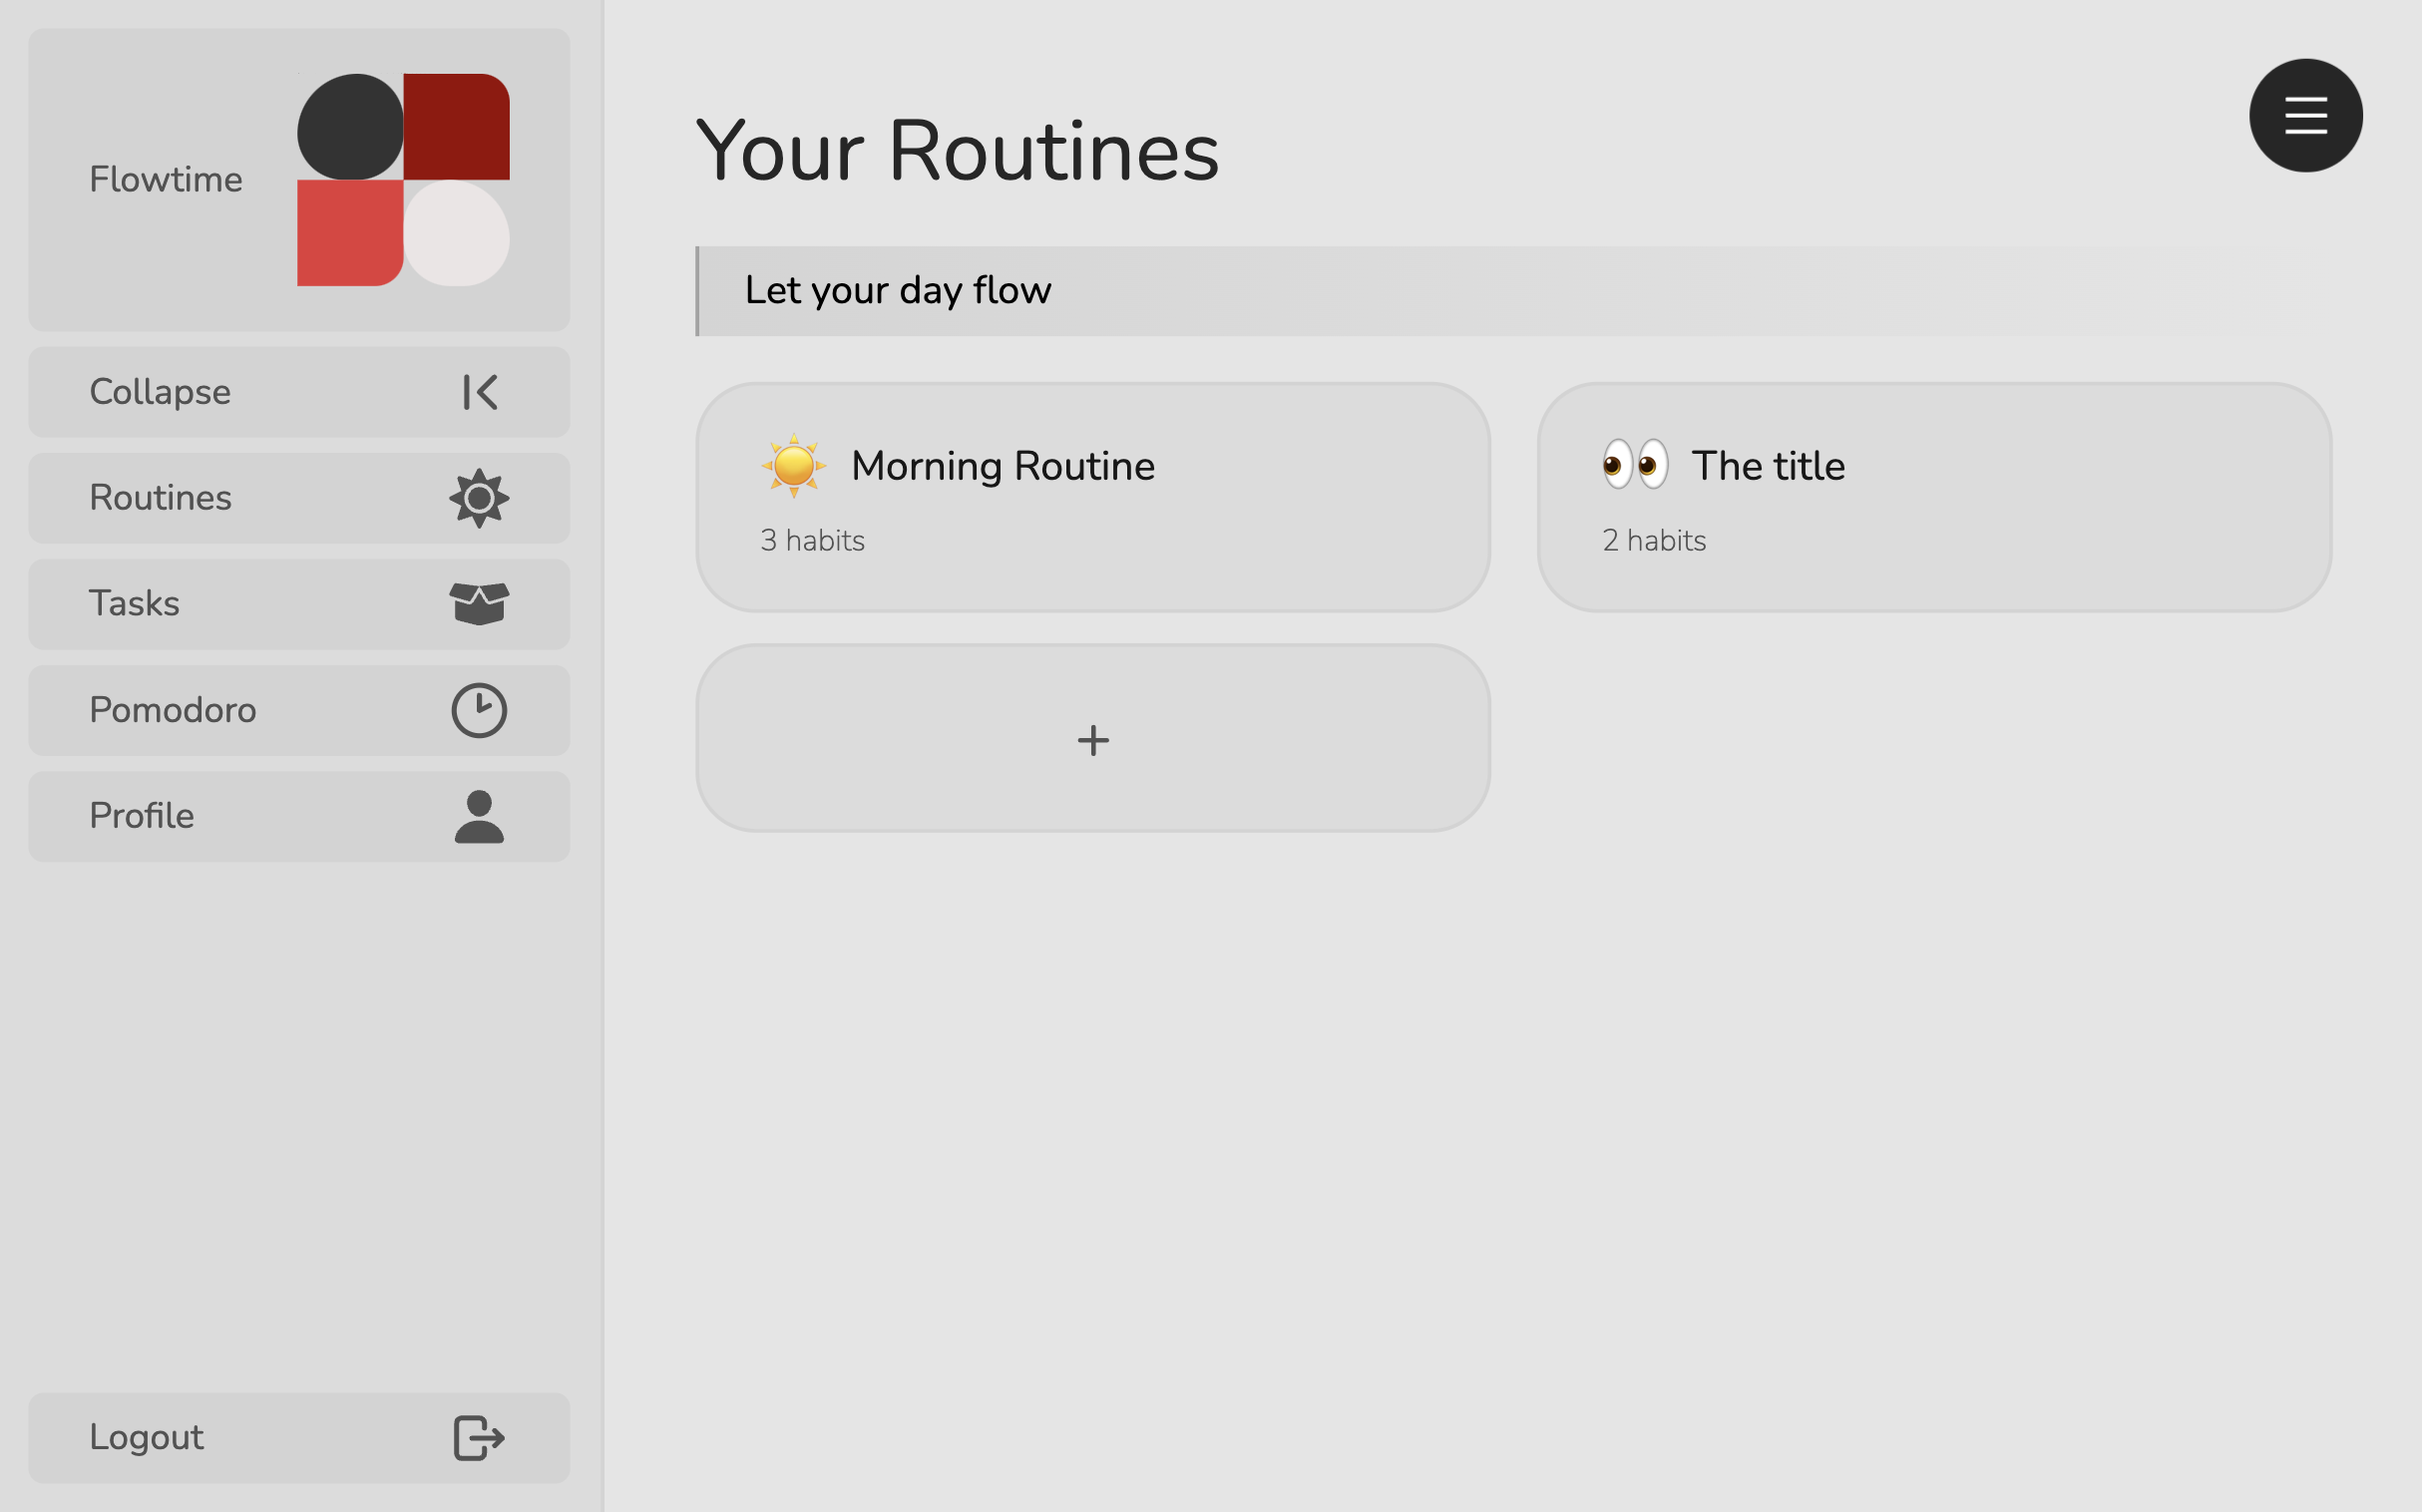 Flowtime
Collapse
Routines
Tasks
Pomodoro
Profile
Logout
Your Routines
Let your day flow
Morning Routine
3 habits
The title
2 habits